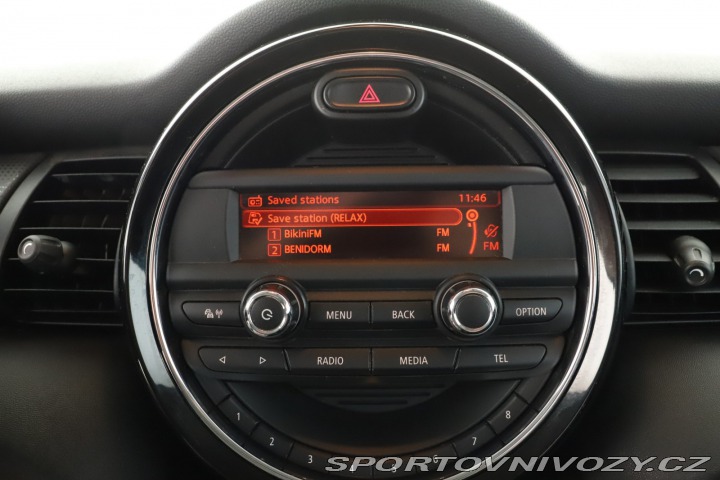 Saved stations 11:46
Save station (RELAX)
1 BikiniFM FM
2 BENIDORM FM
FM
MENU BACK OPTION
RADIO MEDIA TEL
1 8
2 7
3 6
SPORTOVNIVOZY.CZ